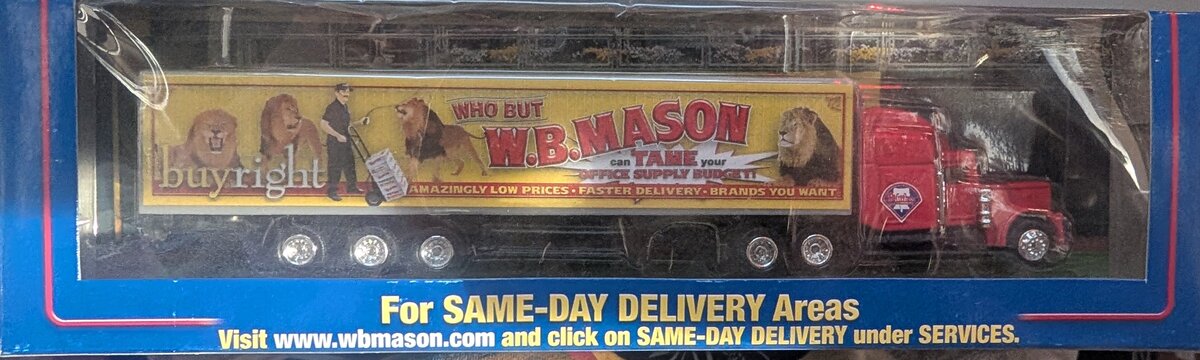 WHO BUT
W.B.MASON
can TAME your
OFFICE SUPPLY BUDGET!
buyright
AMAZINGLY LOW PRICES • FASTER DELIVERY • BRANDS YOU WANT
For SAME-DAY DELIVERY Areas
Visit www.wbmason.com and click on SAME-DAY DELIVERY under SERVICES.